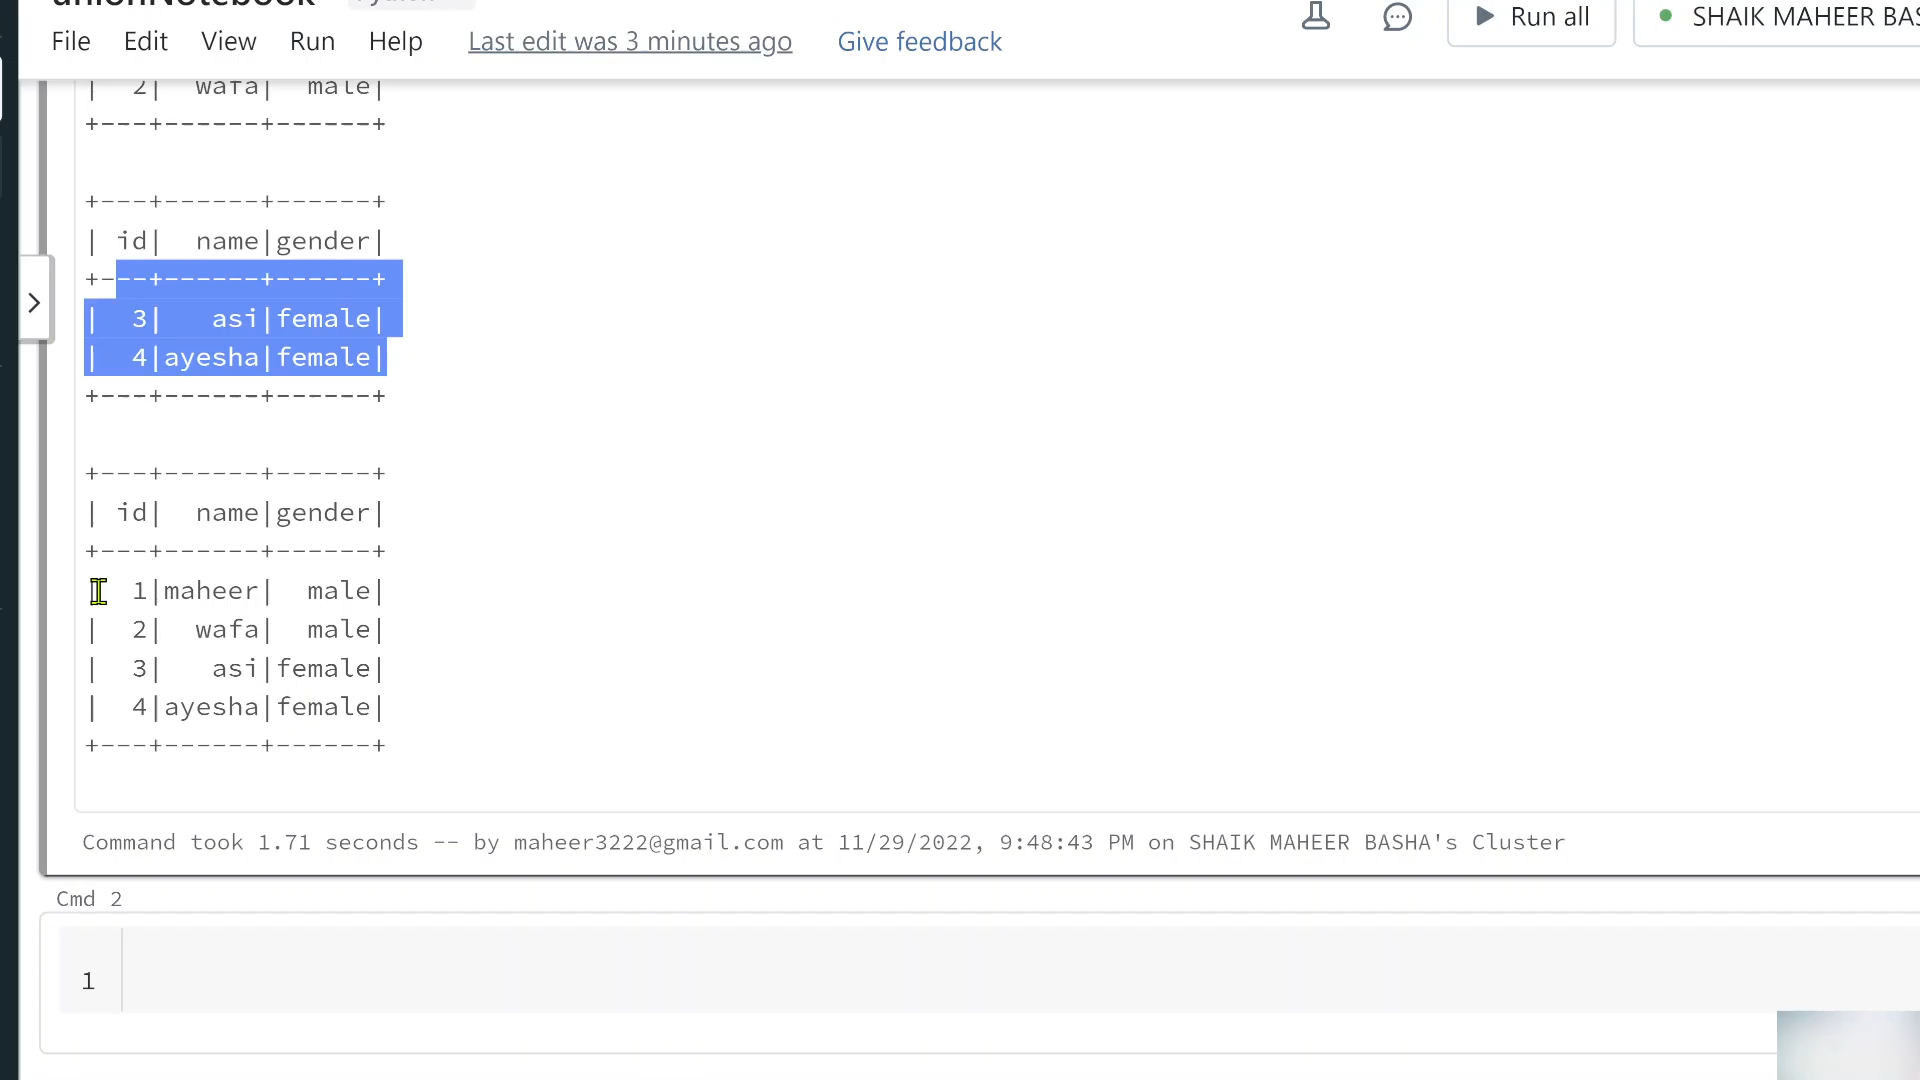 unionNotebook Python
File Edit View Run Help Last edit was 3 minutes ago Give feedback Run all SHAIK MAHEER BAS
| 2| wafa| male|
+---+------+------+
+---+------+------+
| id| name|gender|
+---+------+------+
| 3| asi|female|
| 4|ayesha|female|
+---+------+------+
+---+------+------+
| id| name|gender|
+---+------+------+
1|maheer| male|
| 2| wafa| male|
| 3| asi|female|
| 4|ayesha|female|
+---+------+------+
Command took 1.71 seconds -- by maheer3222@gmail.com at 11/29/2022, 9:48:43 PM on SHAIK MAHEER BASHA's Cluster
Cmd 2
1